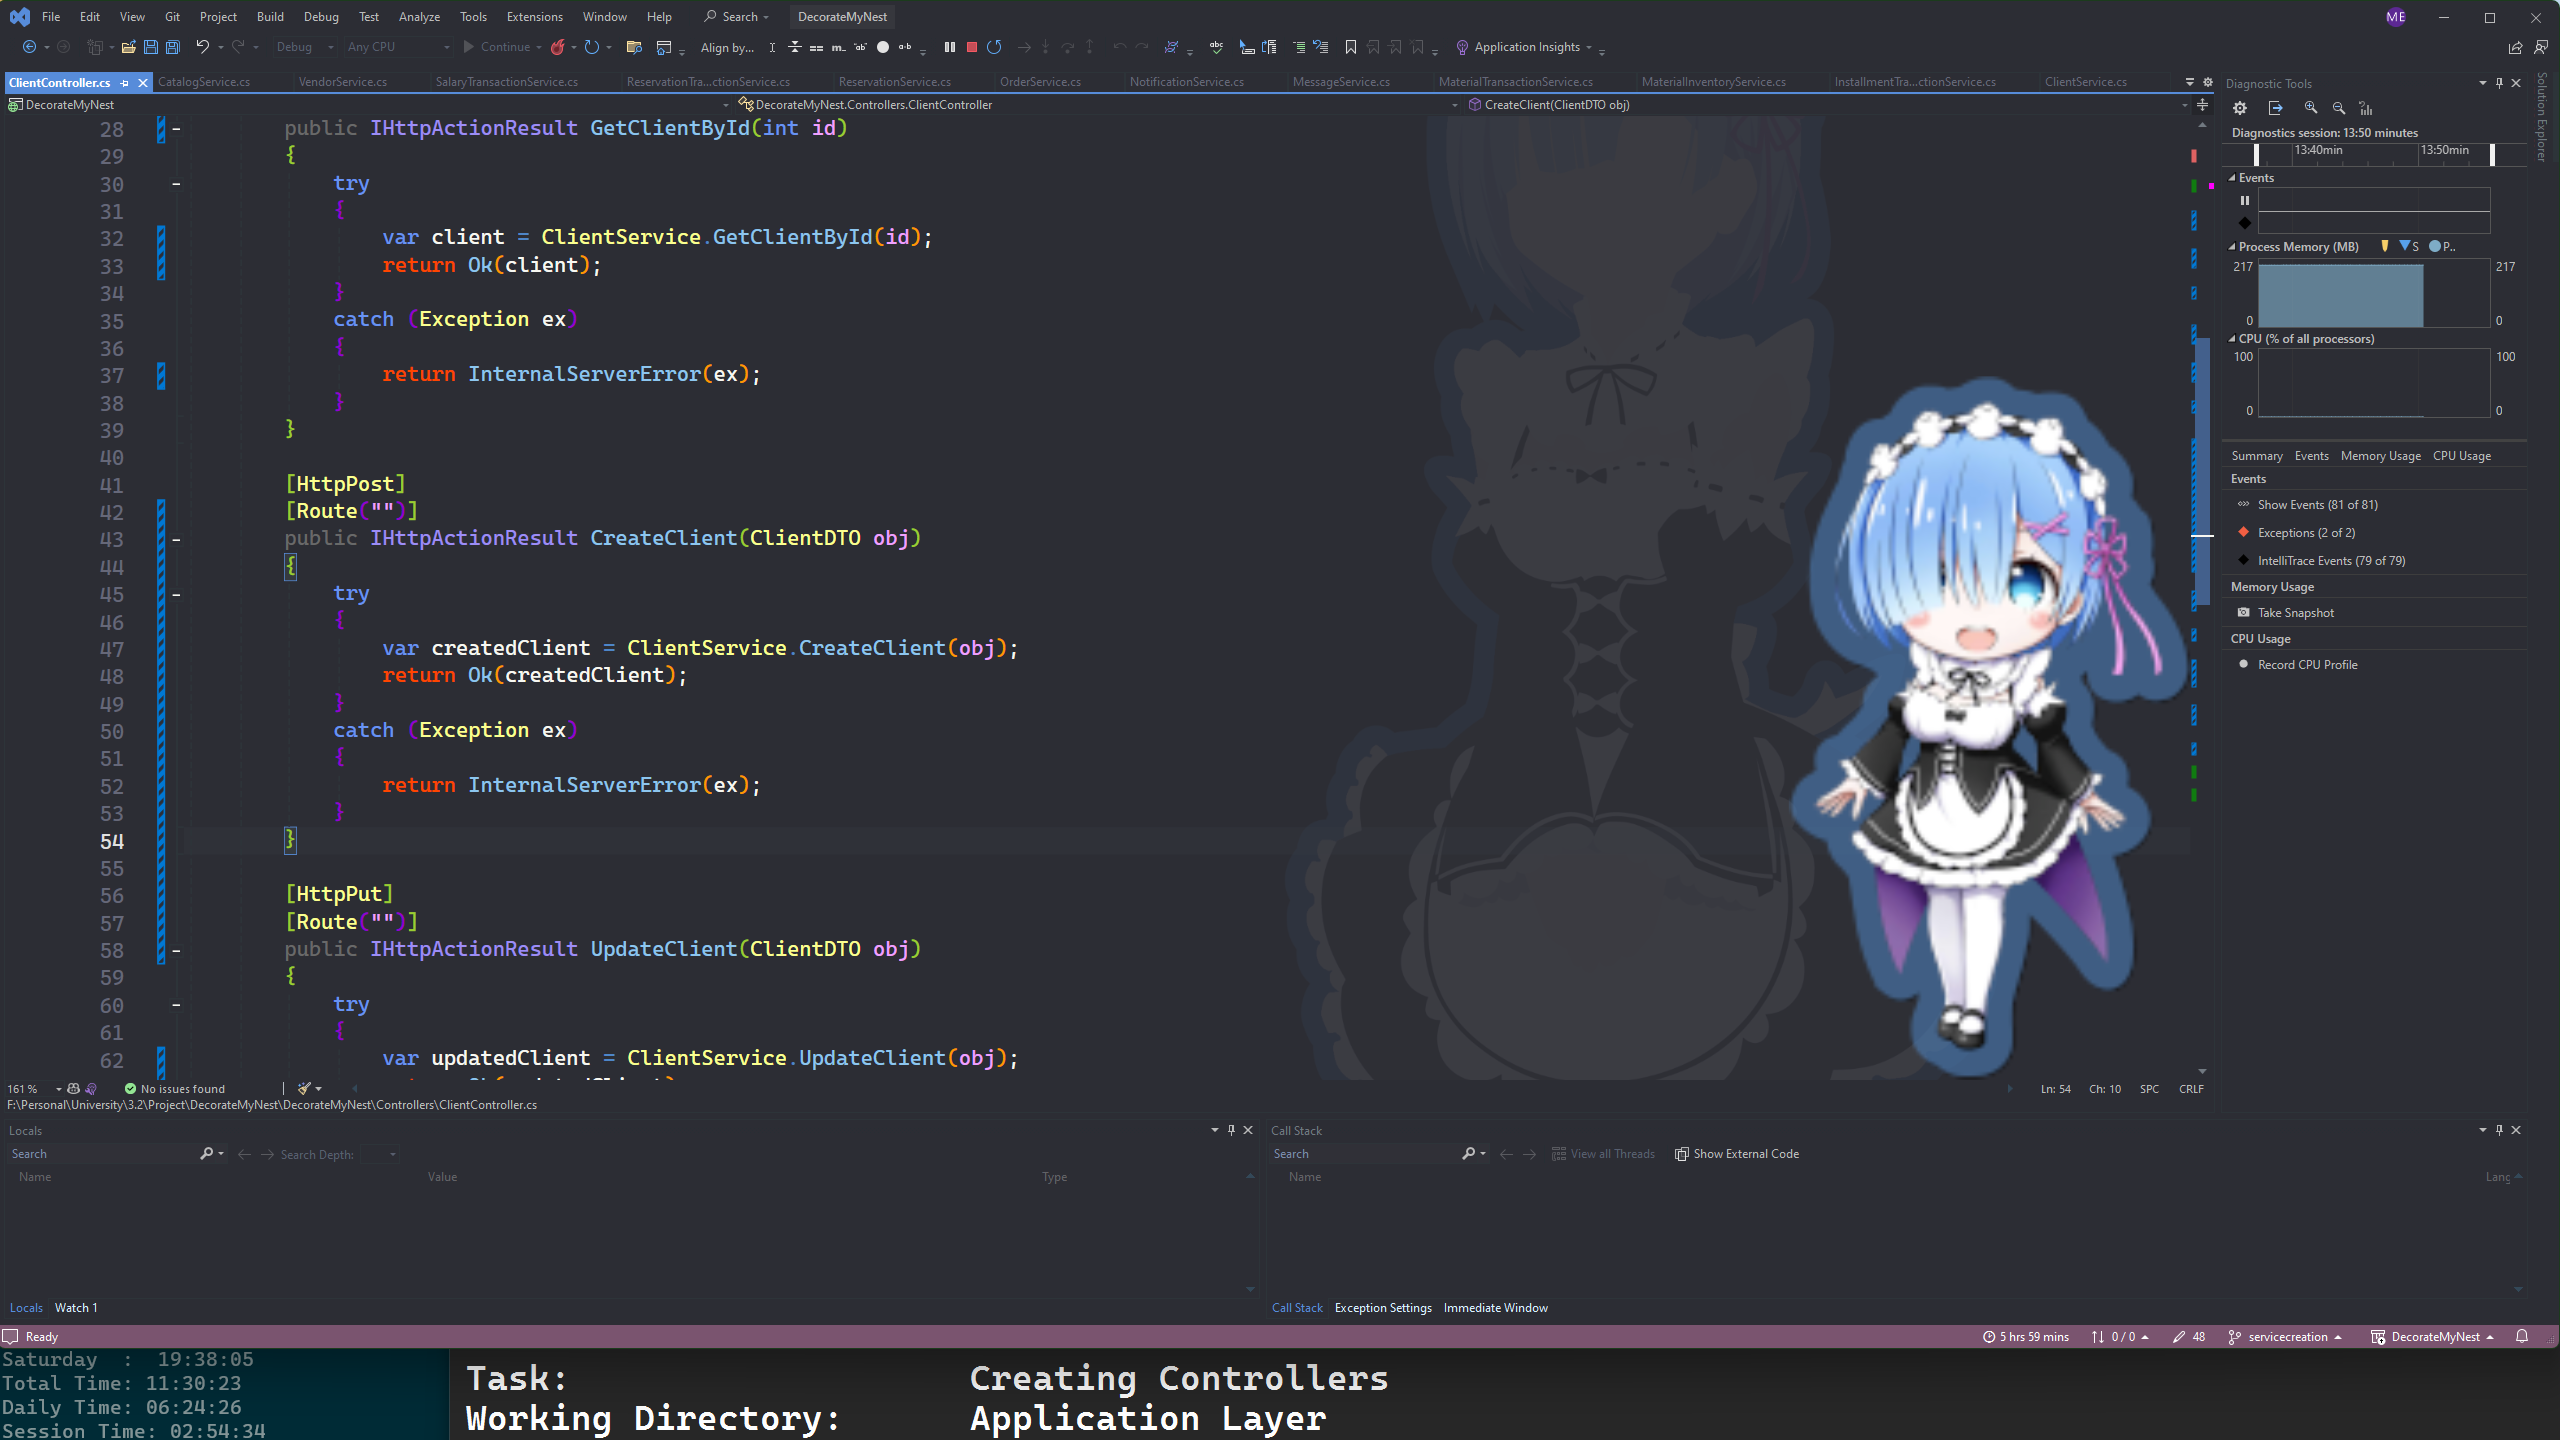 File Edit View Git Project Build Debug Test Analyze Tools Extensions Window Help Search DecorateMyNest ME
Debug Any CPU Continue Align by... Application Insights
ClientController.cs CatalogService.cs VendorService.cs SalaryTransactionService.cs ReservationTra...ctionService.cs ReservationService.cs OrderService.cs NotificationService.cs MessageService.cs MaterialTransactionService.cs MaterialInventoryService.cs InstallmentTra...ctionService.cs ClientService.cs
DecorateMyNest DecorateMyNest.Controllers.ClientController CreateClient(ClientDTO obj)
28 public IHttpActionResult GetClientById(int id)
29 {
30 try
31 {
32 var client = ClientService.GetClientById(id);
33 return Ok(client);
34 }
35 catch (Exception ex)
36 {
37 return InternalServerError(ex);
38 }
39 }
40
41 [HttpPost]
42 [Route("")]
43 public IHttpActionResult CreateClient(ClientDTO obj)
44 {
45 try
46 {
47 var createdClient = ClientService.CreateClient(obj);
48 return Ok(createdClient);
49 }
50 catch (Exception ex)
51 {
52 return InternalServerError(ex);
53 }
54 }
55
56 [HttpPut]
57 [Route("")]
58 public IHttpActionResult UpdateClient(ClientDTO obj)
59 {
60 try
61 {
62 var updatedClient = ClientService.UpdateClient(obj);
161 % No issues found Ln: 54 Ch: 10 SPC CRLF
F:\Personal\University\3.2\Project\DecorateMyNest\DecorateMyNest\Controllers\ClientController.cs
Diagnostic Tools
Solution Explorer
Diagnostics session: 13:50 minutes
13:40min 13:50min
Events
Process Memory (MB) S P..
217 217
0 0
CPU (% of all processors)
100 100
0 0
Summary Events Memory Usage CPU Usage
Events
Show Events (81 of 81)
Exceptions (2 of 2)
IntelliTrace Events (79 of 79)
Memory Usage
Take Snapshot
CPU Usage
Record CPU Profile
Locals
Search Search Depth:
Name Value Type
Locals Watch 1
Call Stack
Search View all Threads Show External Code
Name Lang
Call Stack Exception Settings Immediate Window
Ready 5 hrs 59 mins 0 / 0 48 servicecreation DecorateMyNest
Saturday : 19:38:05
Total Time: 11:30:23
Daily Time: 06:24:26
Session Time: 02:54:34
Task: Creating Controllers
Working Directory: Application Layer